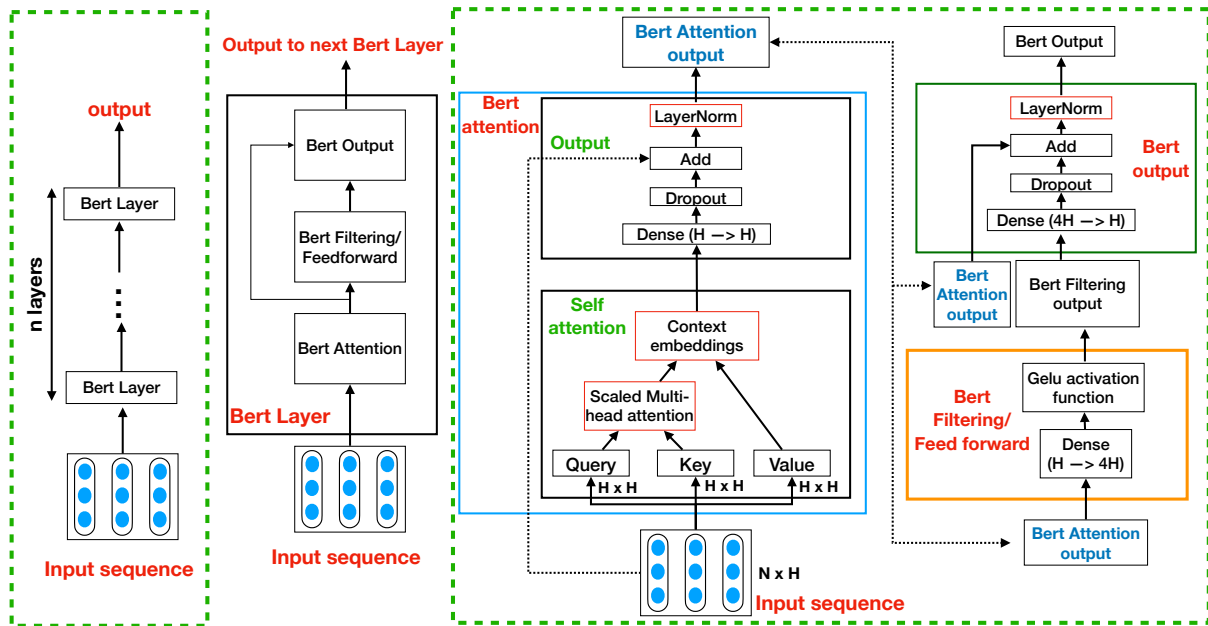 output
Bert Layer
n layers
Bert Layer
Input sequence
Output to next Bert Layer
Bert Output
Bert Filtering/
Feedforward
Bert Attention
Bert Layer
Input sequence
Bert Attention
output
Bert
attention
LayerNorm
Output
Add
Dropout
Dense (H —> H)
Self
attention
Context
embeddings
Scaled Multi-
head attention
Query
Key
Value
H x H
H x H
H x H
N x H
Input sequence
Bert Output
LayerNorm
Add
Bert
output
Dropout
Dense (4H —> H)
Bert
Attention
output
Bert Filtering
output
Gelu activation
function
Bert
Filtering/
Feed forward
Dense
(H —> 4H)
Bert Attention
output